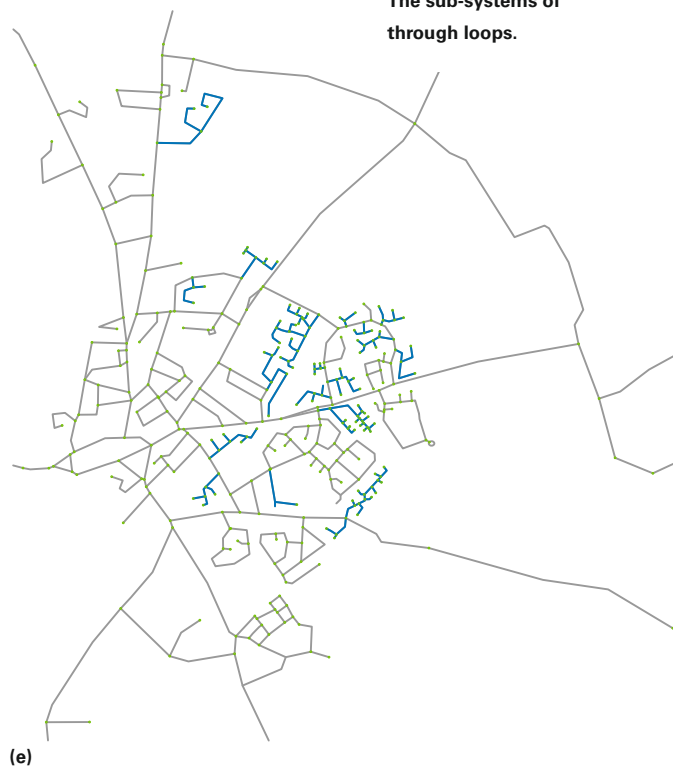 The sub-systems of
through loops.
(e)